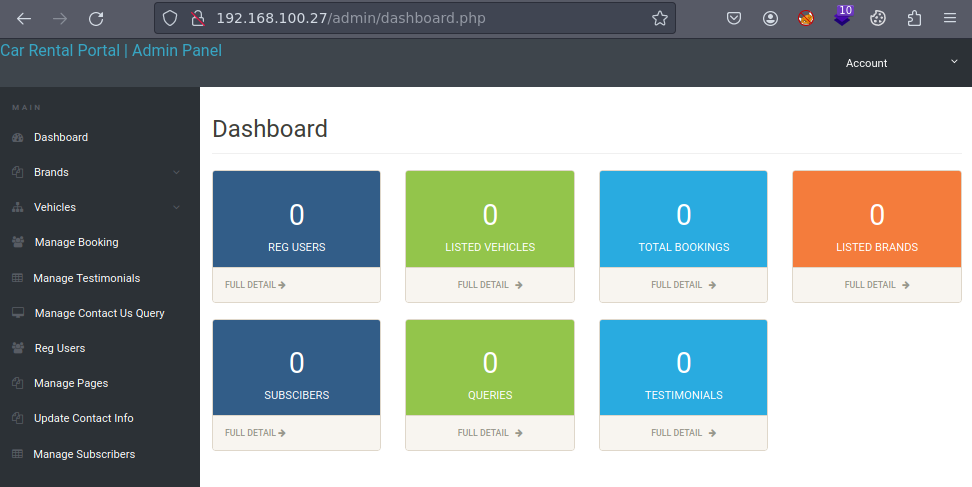 192.168.100.27/admin/dashboard.php
10
Car Rental Portal | Admin Panel
Account
MAIN
Dashboard
Brands
Vehicles
Manage Booking
Manage Testimonials
Manage Contact Us Query
Reg Users
Manage Pages
Update Contact Info
Manage Subscribers
Dashboard
0
REG USERS
FULL DETAIL
0
LISTED VEHICLES
FULL DETAIL
0
TOTAL BOOKINGS
FULL DETAIL
0
LISTED BRANDS
FULL DETAIL
0
SUBSCIBERS
FULL DETAIL
0
QUERIES
FULL DETAIL
0
TESTIMONIALS
FULL DETAIL